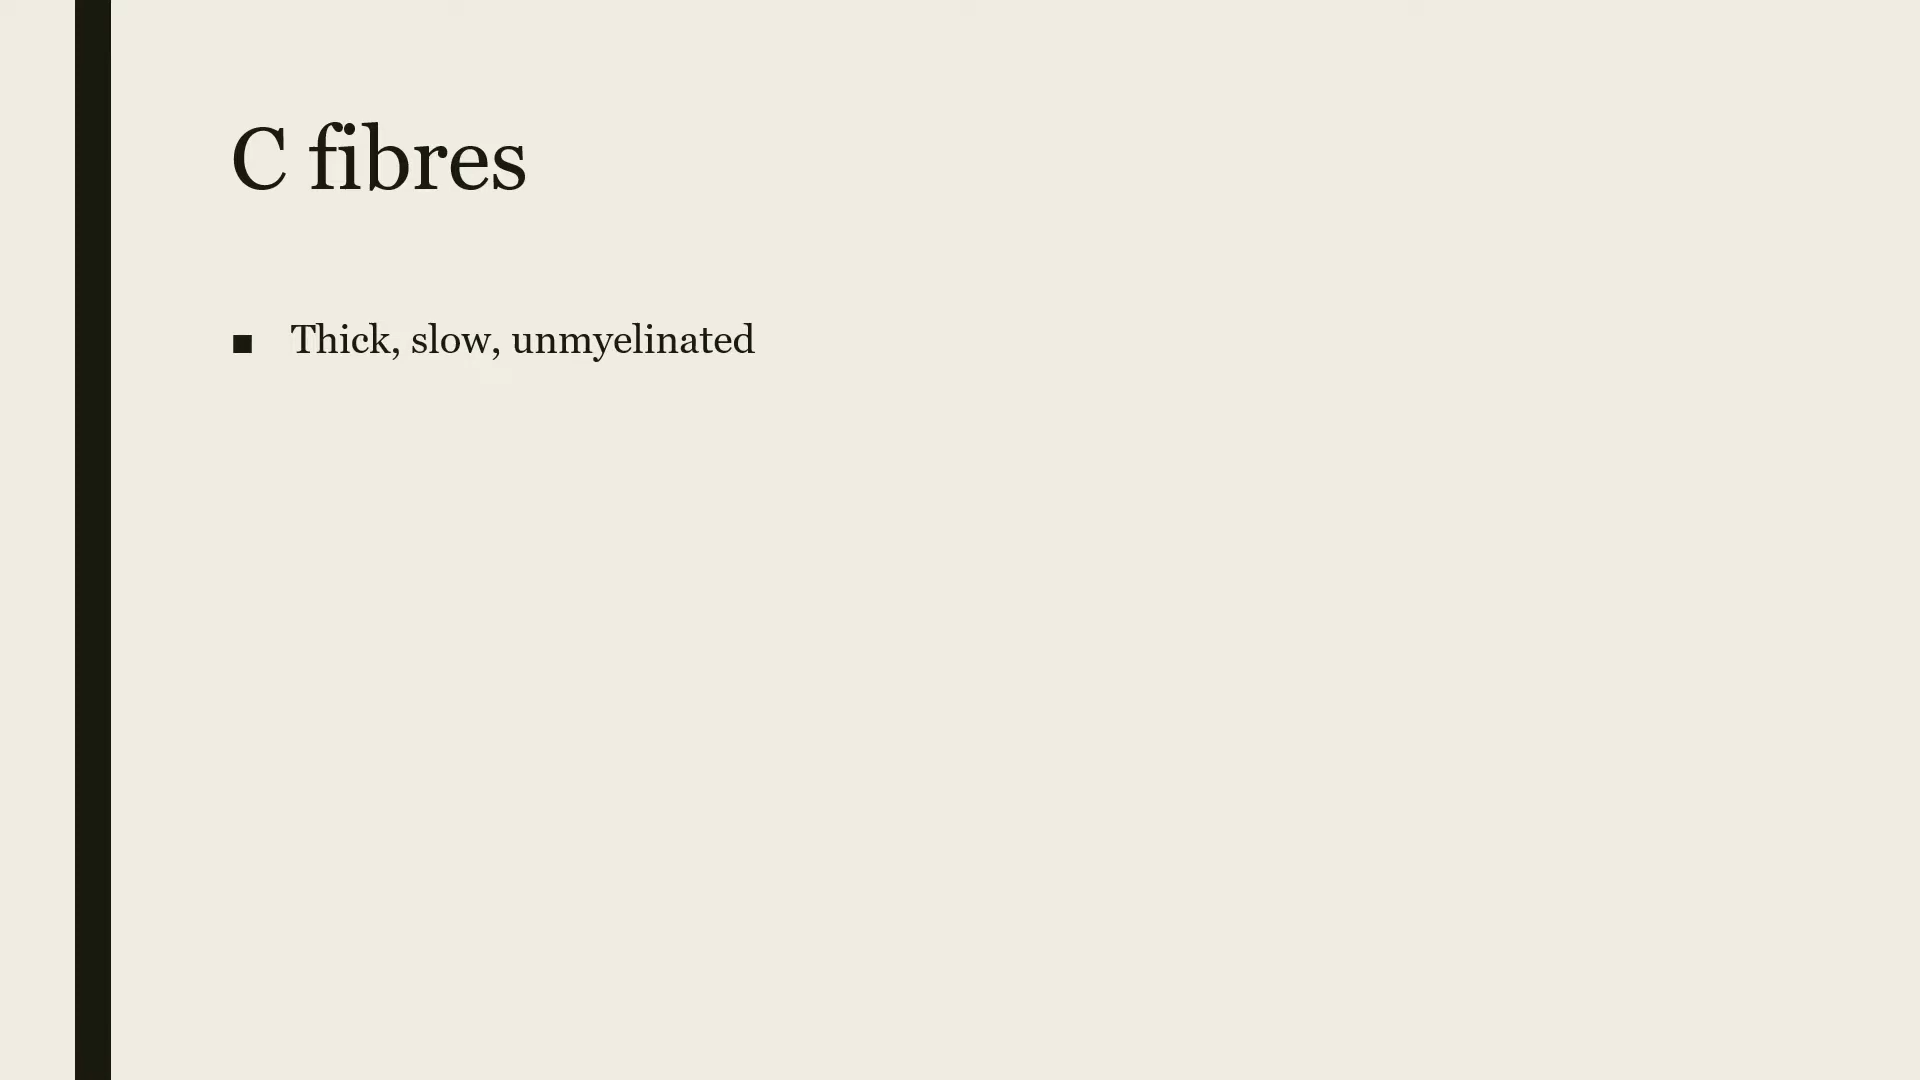 C fibres
■ Thick, slow, unmyelinated